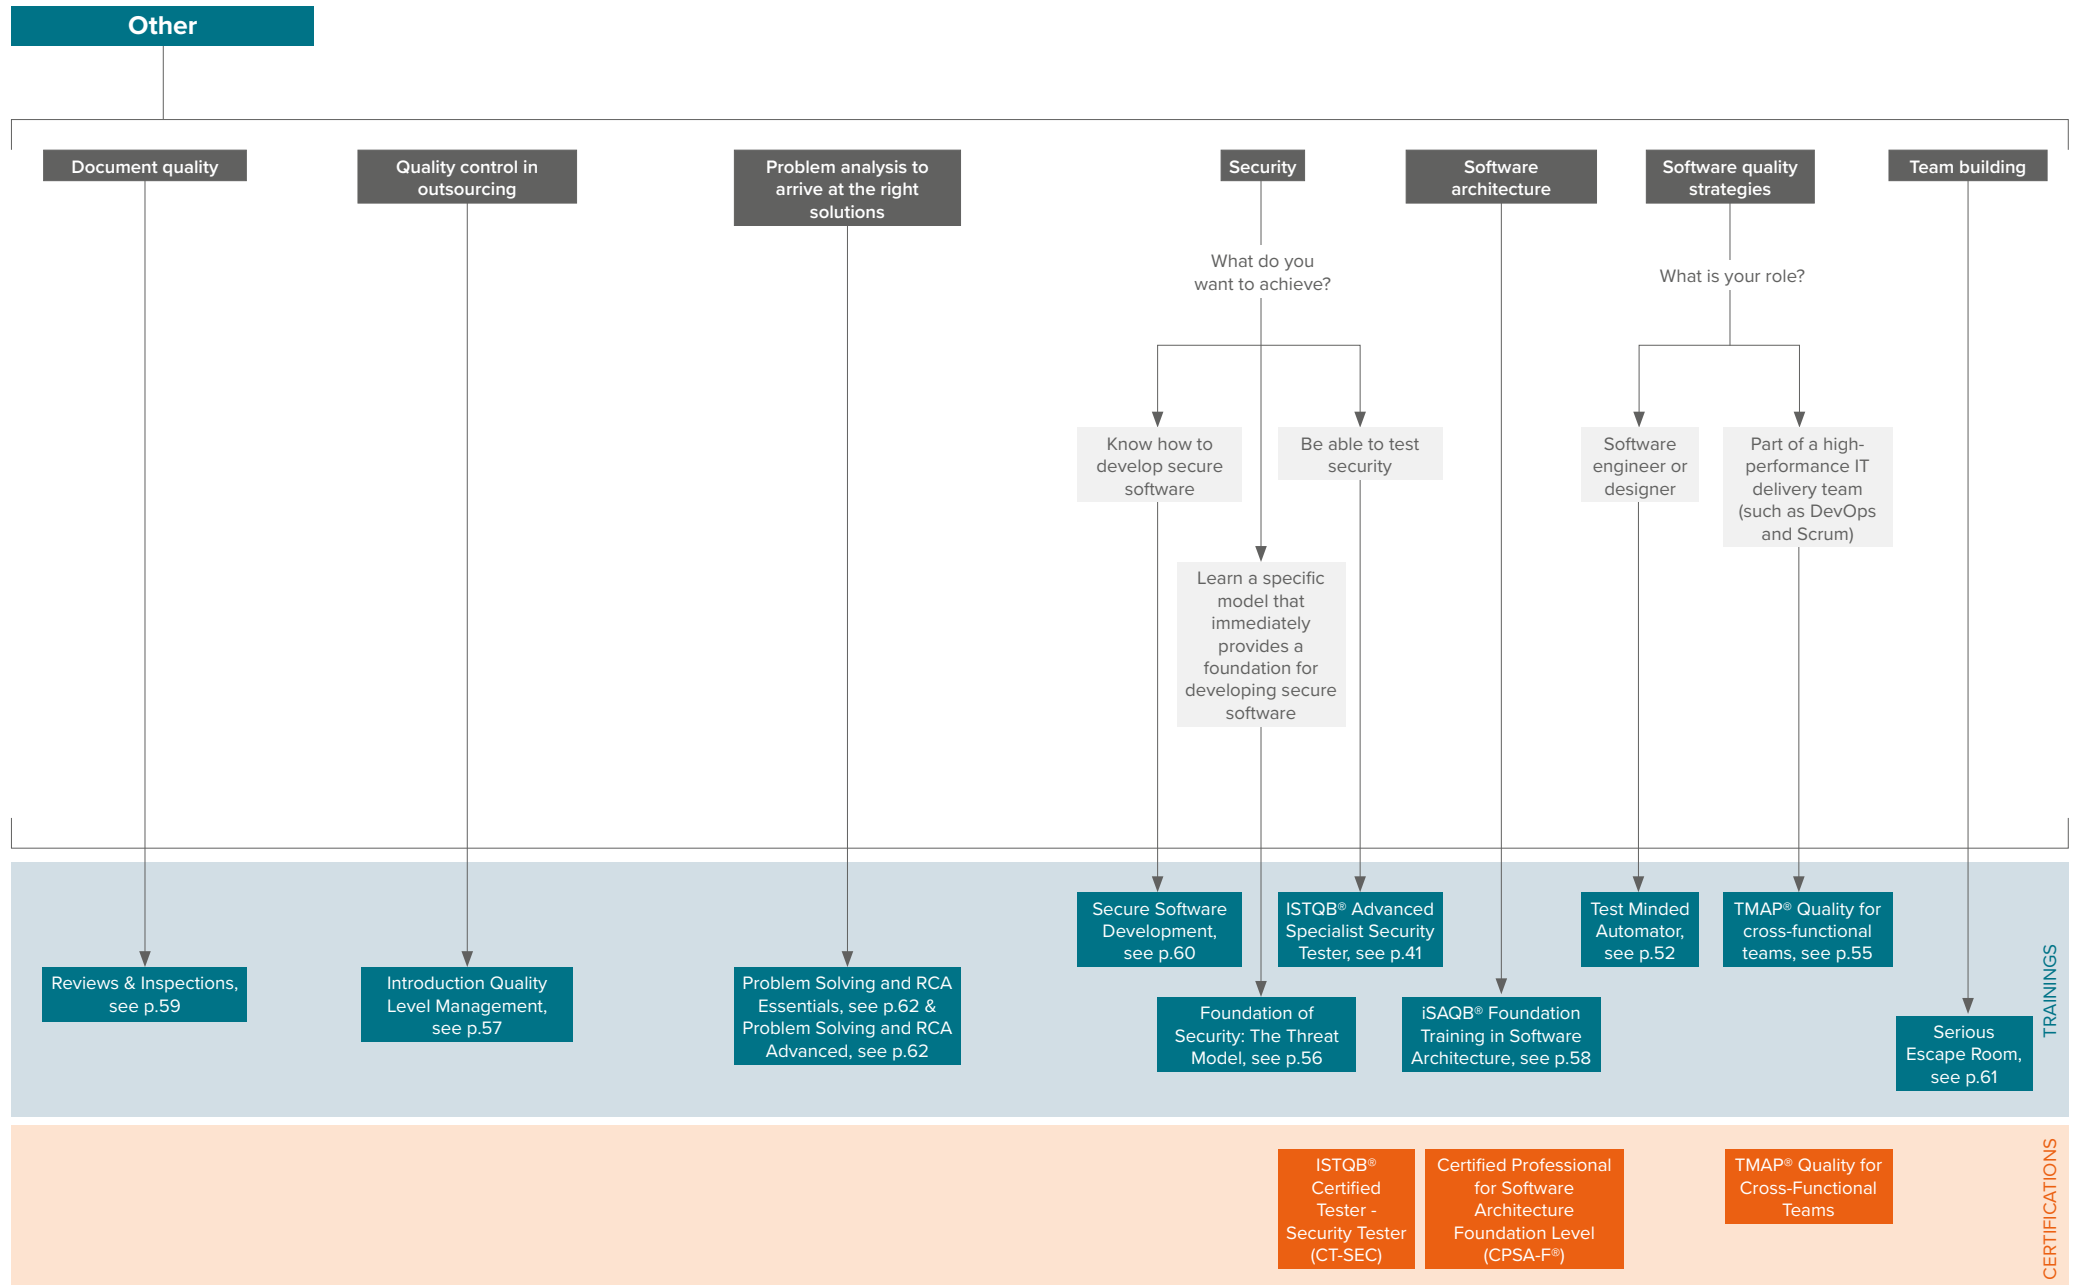 Other
Document quality
Quality control in
outsourcing
Problem analysis to
arrive at the right
solutions
Security
Software
architecture
Software quality
strategies
Team building
What do you
want to achieve?
What is your role?
Know how to
develop secure
software
Be able to test
security
Software
engineer or
designer
Part of a high-
performance IT
delivery team
(such as DevOps
and Scrum)
Learn a specific
model that
immediately
provides a
foundation for
developing secure
software
Secure Software
Development,
see p.60
ISTQB® Advanced
Specialist Security
Tester, see p.41
Test Minded
Automator,
see p.52
TMAP® Quality for
cross-functional
teams, see p.55
Reviews & Inspections,
see p.59
Introduction Quality
Level Management,
see p.57
Problem Solving and RCA
Essentials, see p.62 &
Problem Solving and RCA
Advanced, see p.62
Foundation of
Security: The Threat
Model, see p.56
iSAQB® Foundation
Training in Software
Architecture, see p.58
Serious
Escape Room,
see p.61
TRAININGS
ISTQB®
Certified
Tester -
Security Tester
(CT-SEC)
Certified Professional
for Software
Architecture
Foundation Level
(CPSA-F®)
TMAP® Quality for
Cross-Functional
Teams
CERTIFICATIONS